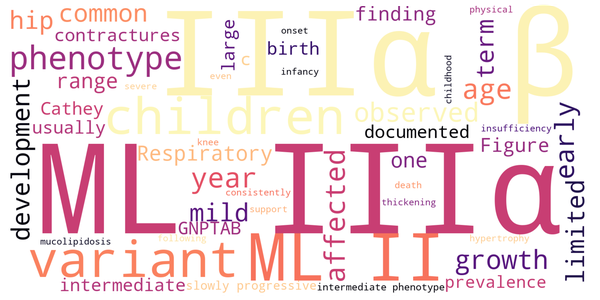 hip
common
contractures
phenotype
range
Cathey
usually
development
IIIα β
large
onset
birth
infancy
c
even
severe
finding
term
physical
childhood
age
children
observed
documented
insufficiency
Respiratory
knee
year
consistently
mild
support
GNPTAB
one
death
thickening
Figure
early
limited
ML IIIα
mucolipidosis
following
variant
ML II
affected
hypertrophy
growth
intermediate
slowly progressive
intermediate phenotype
prevalence